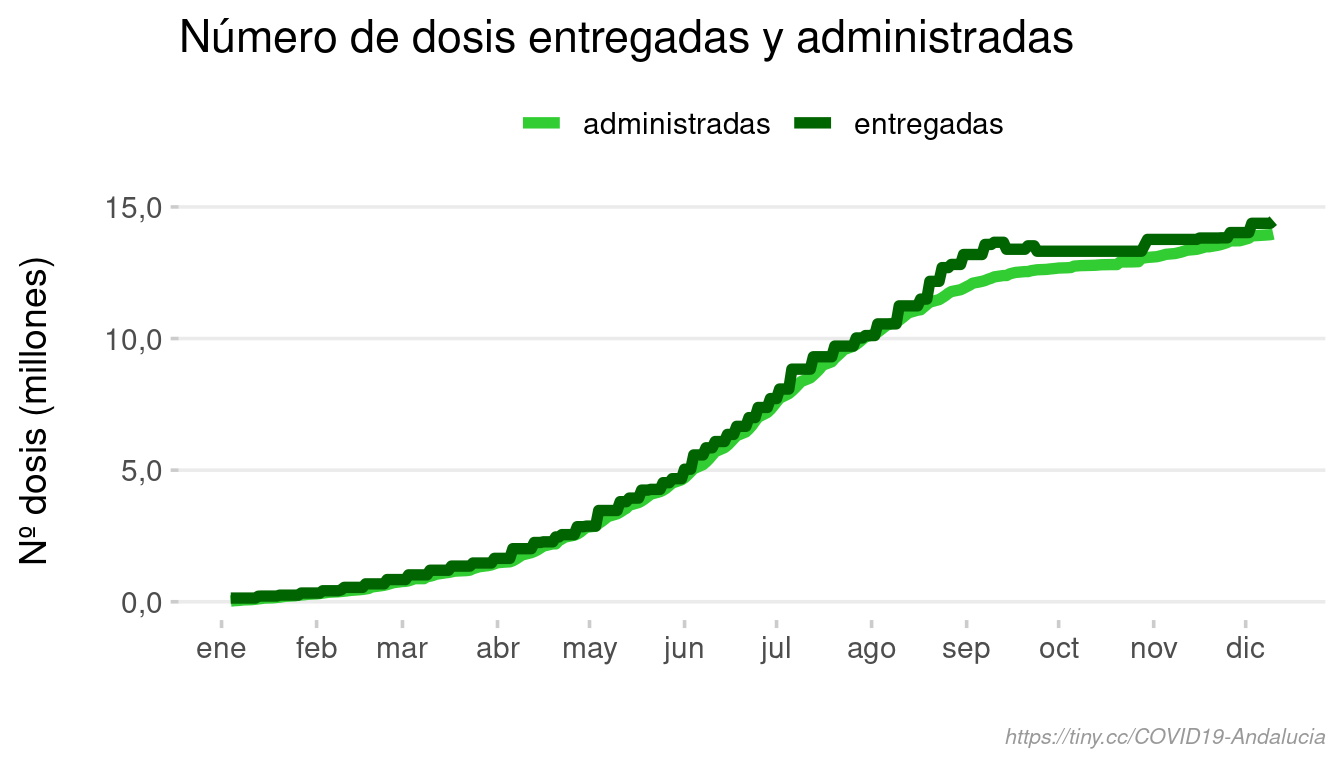 Número de dosis entregadas y administradas
administradas entregadas
Nº dosis (millones)
15,0
10,0
5,0
0,0
ene feb mar abr may jun jul ago sep oct nov dic
https://tiny.cc/COVID19-Andalucia